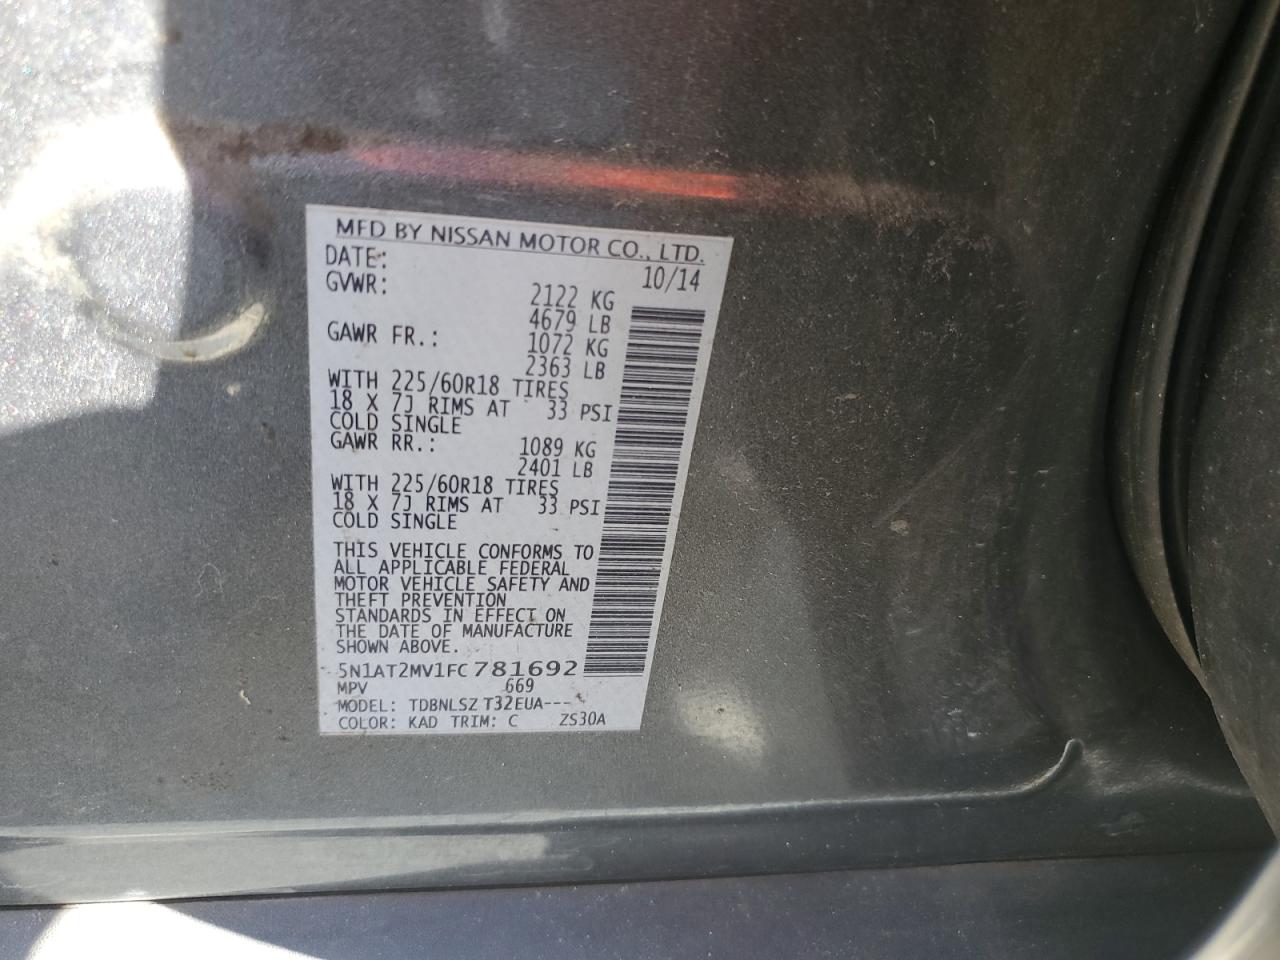 MFD BY NISSAN MOTOR CO., LTD.
DATE: 10/14
GVWR: 2122 KG
4679 LB
GAWR FR.: 1072 KG
2363 LB
WITH 225/60R18 TIRES
18 X 7J RIMS AT 33 PSI
COLD SINGLE
GAWR RR.: 1089 KG
2401 LB
WITH 225/60R18 TIRES
18 X 7J RIMS AT 33 PSI
COLD SINGLE
THIS VEHICLE CONFORMS TO
ALL APPLICABLE FEDERAL
MOTOR VEHICLE SAFETY AND
THEFT PREVENTION
STANDARDS IN EFFECT ON
THE DATE OF MANUFACTURE
SHOWN ABOVE.
5N1AT2MV1FC781692
MPV 669
MODEL: TDBNLSZ T32EUA---
COLOR: KAD TRIM: C ZS30A